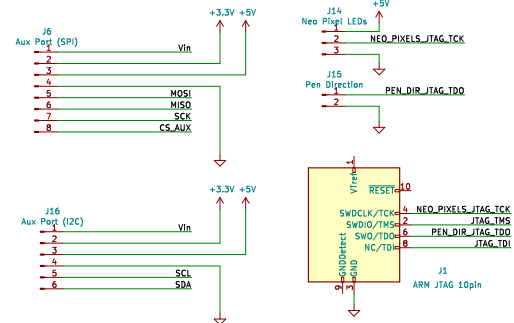 J6
Aux Port (SPI)
+3.3V
+5V
1
Vin
2
3
4
5
MOSI
6
MISO
7
SCK
8
CS_AUX
J14
Neo Pixel LEDs
+5V
1
2
NEO_PIXELS_JTAG_TCK
3
J15
Pen Direction
1
PEN_DIR_JTAG_TDO
2
J16
Aux Port (I2C)
+3.3V
+5V
1
Vin
2
3
4
5
SCL
6
SDA
1
VTref
RESET
10
SWDCLK/TCK
4
NEO_PIXELS_JTAG_TCK
SWDIO/TMS
2
JTAG_TMS
SWO/TDO
6
PEN_DIR_JTAG_TDO
NC/TDI
8
JTAG_TDI
GNDDetect
GND
9
3
J1
ARM JTAG 10pin